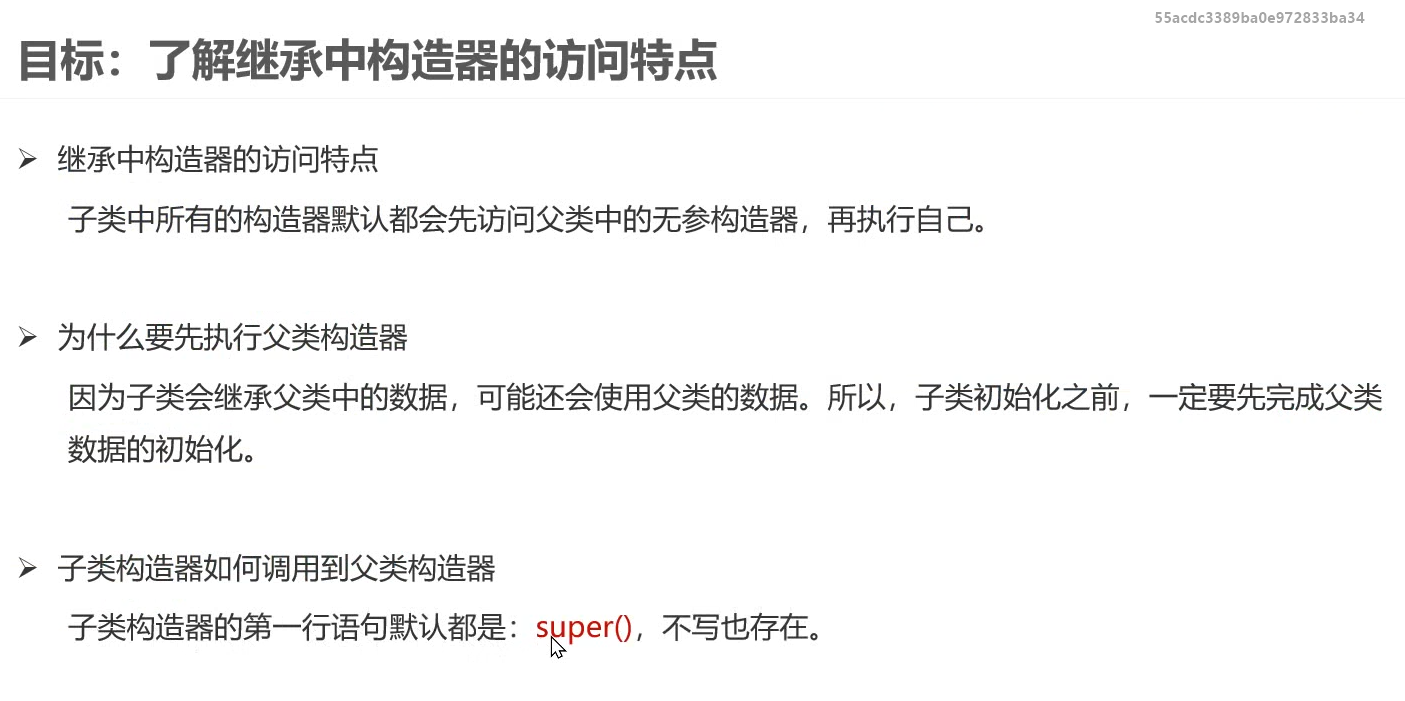 55acdc3389ba0e972833ba34
目标：了解继承中构造器的访问特点
继承中构造器的访问特点
子类中所有的构造器默认都会先访问父类中的无参构造器，再执行自己。
为什么要先执行父类构造器
因为子类会继承父类中的数据，可能还会使用父类的数据。所以，子类初始化之前，一定要先完成父类
数据的初始化。
子类构造器如何调用到父类构造器
子类构造器的第一行语句默认都是：super()，不写也存在。